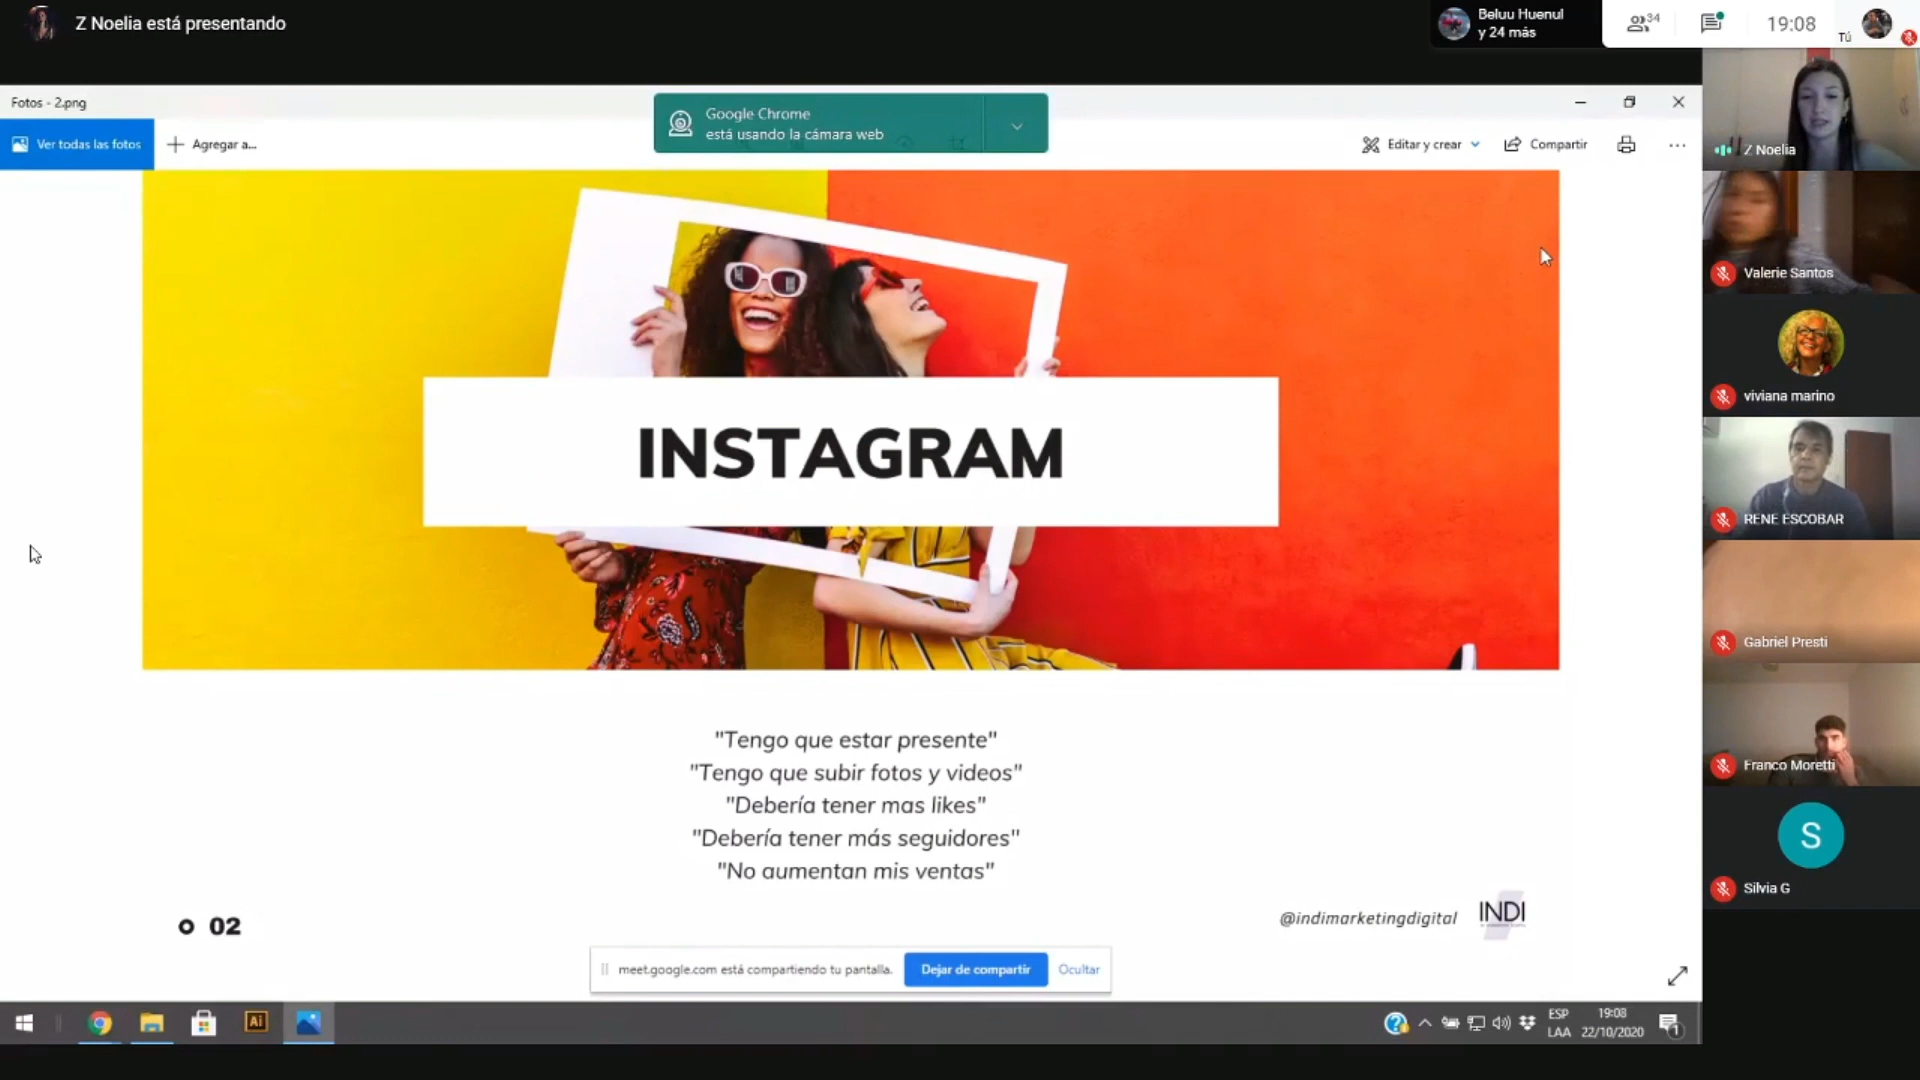 Z Noelia está presentando
Beluu Huenul
y 24 más
34
19:08
Tú
Fotos - 2.png
Google Chrome
está usando la cámara web
Ver todas las fotos
Agregar a...
Editar y crear
Compartir
INSTAGRAM
"Tengo que estar presente"
"Tengo que subir fotos y videos"
"Debería tener mas likes"
"Debería tener más seguidores"
"No aumentan mis ventas"
02
@indimarketingdigital
INDI
meet.google.com está compartiendo tu pantalla.
Dejar de compartir
Ocultar
Ai
ESP
LAA
19:08
22/10/2020
1
Z Noelia
Valerie Santos
viviana marino
RENE ESCOBAR
Gabriel Presti
Franco Moretti
S
Silvia G